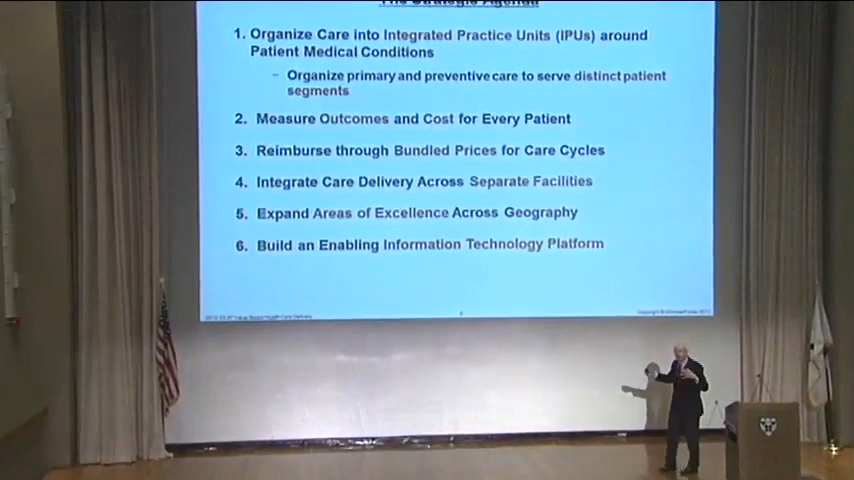 The Strategic Agenda
1. Organize Care into Integrated Practice Units (IPUs) around
Patient Medical Conditions
− Organize primary and preventive care to serve distinct patient
segments
2. Measure Outcomes and Cost for Every Patient
3. Reimburse through Bundled Prices for Care Cycles
4. Integrate Care Delivery Across Separate Facilities
5. Expand Areas of Excellence Across Geography
6. Build an Enabling Information Technology Platform